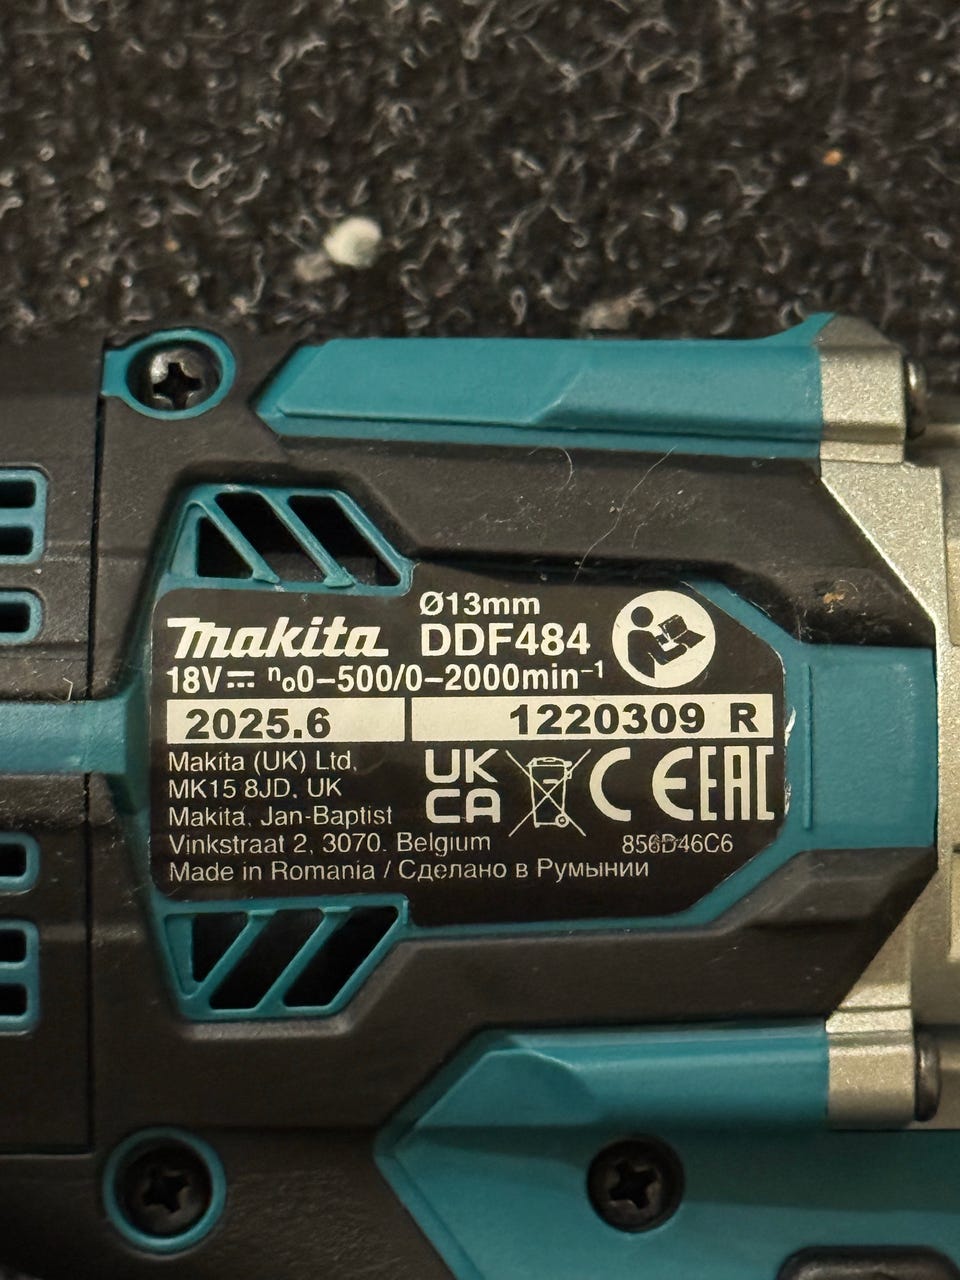 Ø13mm
makita DDF484
18V⎓ n₀0–500/0–2000min⁻¹
2025.6 1220309 R
Makita (UK) Ltd,
MK15 8JD, UK
Makita, Jan-Baptist
Vinkstraat 2, 3070. Belgium
Made in Romania / Сделано в Румынии
UK
CA
CE EAC
856D46C6